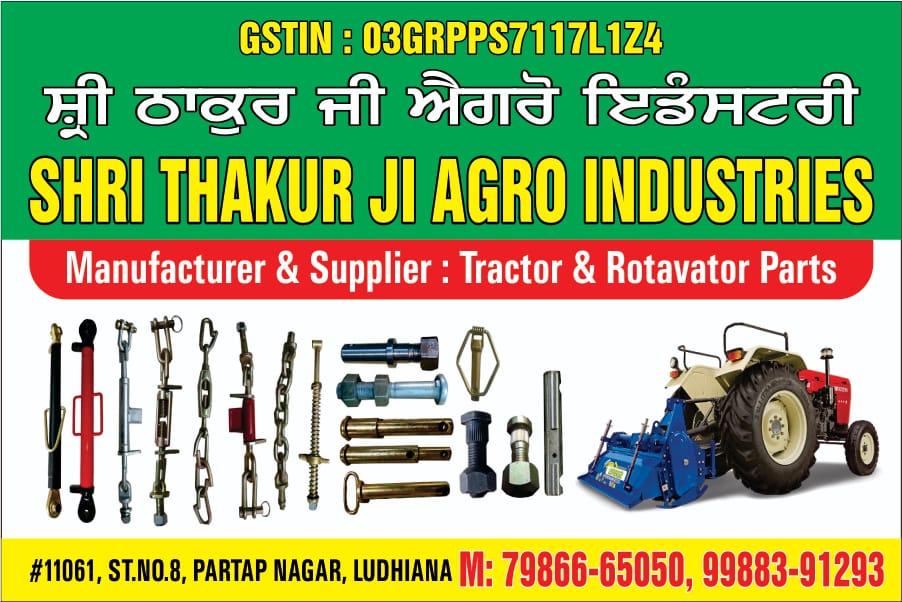 GSTIN : 03GRPPS7117L1Z4
ਸ਼੍ਰੀ ਠਾਕੁਰ ਜੀ ਐਗਰੋ ਇਡੰਸਟਰੀ
SHRI THAKUR JI AGRO INDUSTRIES
Manufacturer & Supplier : Tractor & Rotavator Parts
#11061, ST.NO.8, PARTAP NAGAR, LUDHIANA M: 79866-65050, 99883-91293